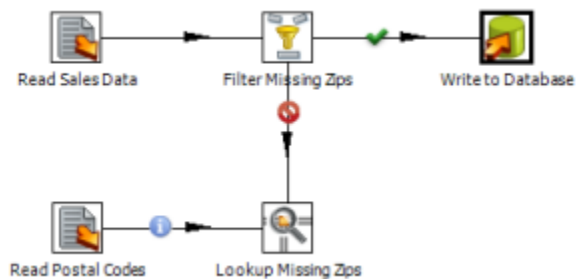 Read Sales Data
Filter Missing Zips
Write to Database
Read Postal Codes
Lookup Missing Zips